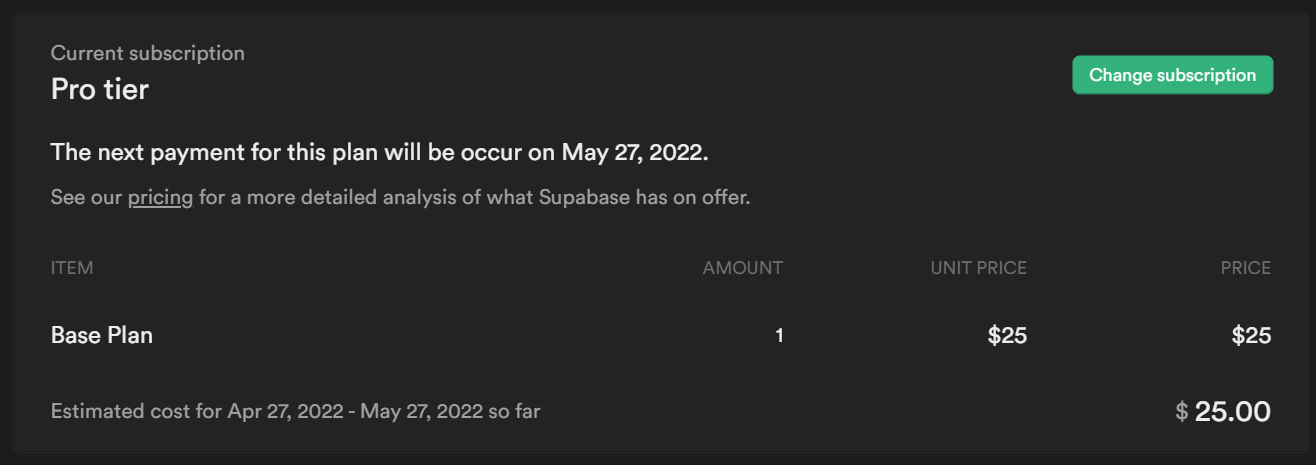 Current subscription
Pro tier
Change subscription
The next payment for this plan will be occur on May 27, 2022.
See our pricing for a more detailed analysis of what Supabase has on offer.
ITEM AMOUNT UNIT PRICE PRICE
Base Plan 1 $25 $25
Estimated cost for Apr 27, 2022 - May 27, 2022 so far $ 25.00